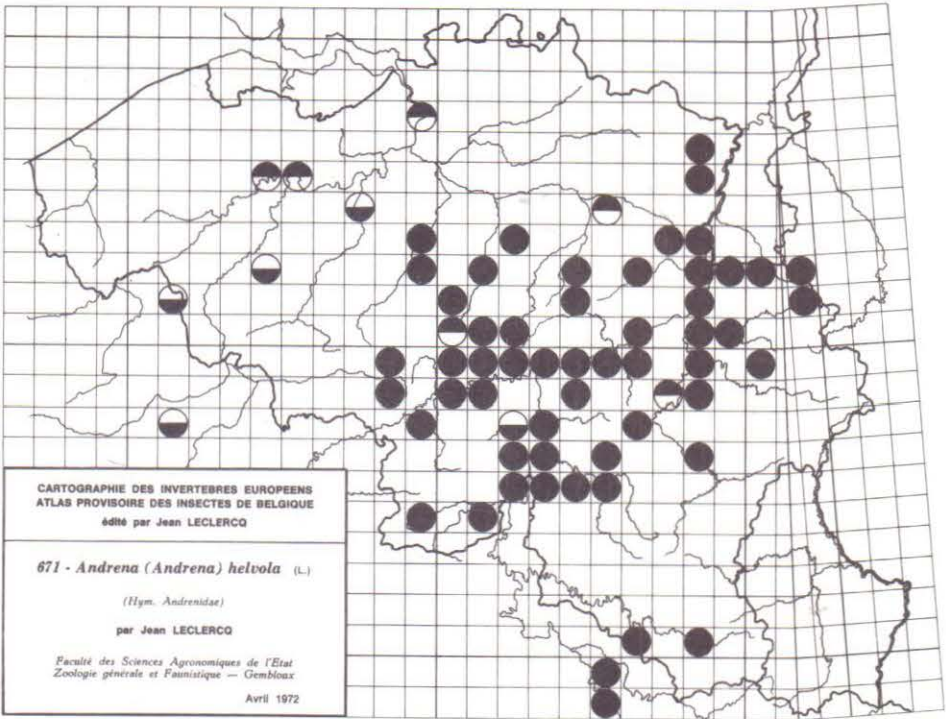 CARTOGRAPHIE DES INVERTEBRES EUROPEENS
ATLAS PROVISOIRE DES INSECTES DE BELGIQUE
édité par Jean LECLERCQ
671 - Andrena (Andrena) helvola (L.)
(Hym. Andrenidae)
par Jean LECLERCQ
Faculté des Sciences Agronomiques de l'Etat
Zoologie générale et Faunistique — Gembloux
Avril 1972